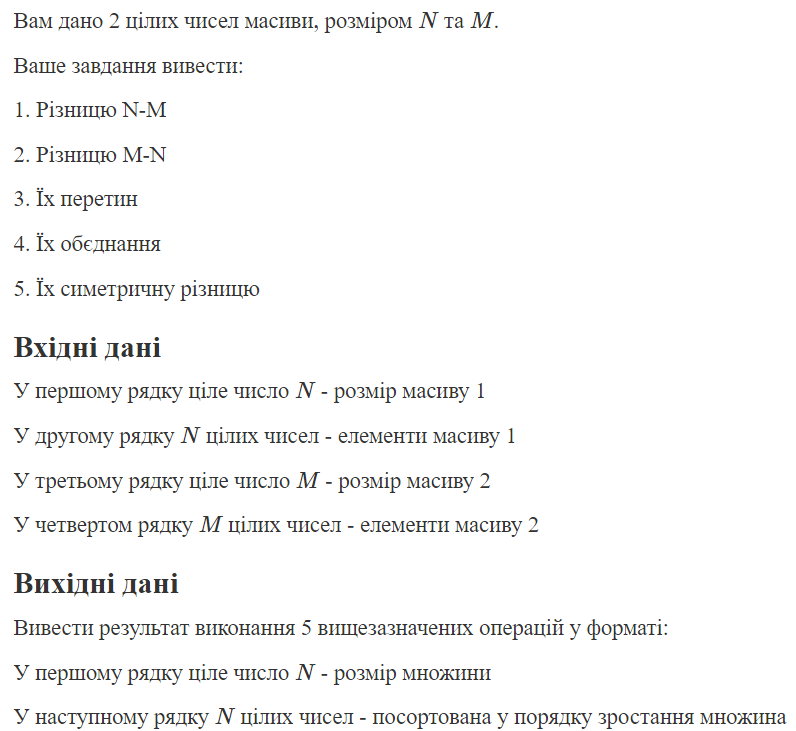 Вам дано 2 цілих чисел масиви, розміром N та M.
Ваше завдання вивести:
1. Різницю N-M
2. Різницю M-N
3. Їх перетин
4. Їх обєднання
5. Їх симетричну різницю
Вхідні дані
У першому рядку ціле число N - розмір масиву 1
У другому рядку N цілих чисел - елементи масиву 1
У третьому рядку ціле число M - розмір масиву 2
У четвертом рядку M цілих чисел - елементи масиву 2
Вихідні дані
Вивести результат виконання 5 вищезазначених операцій у форматі:
У першому рядку ціле число N - розмір множини
У наступному рядку N цілих чисел - посортована у порядку зростання множина